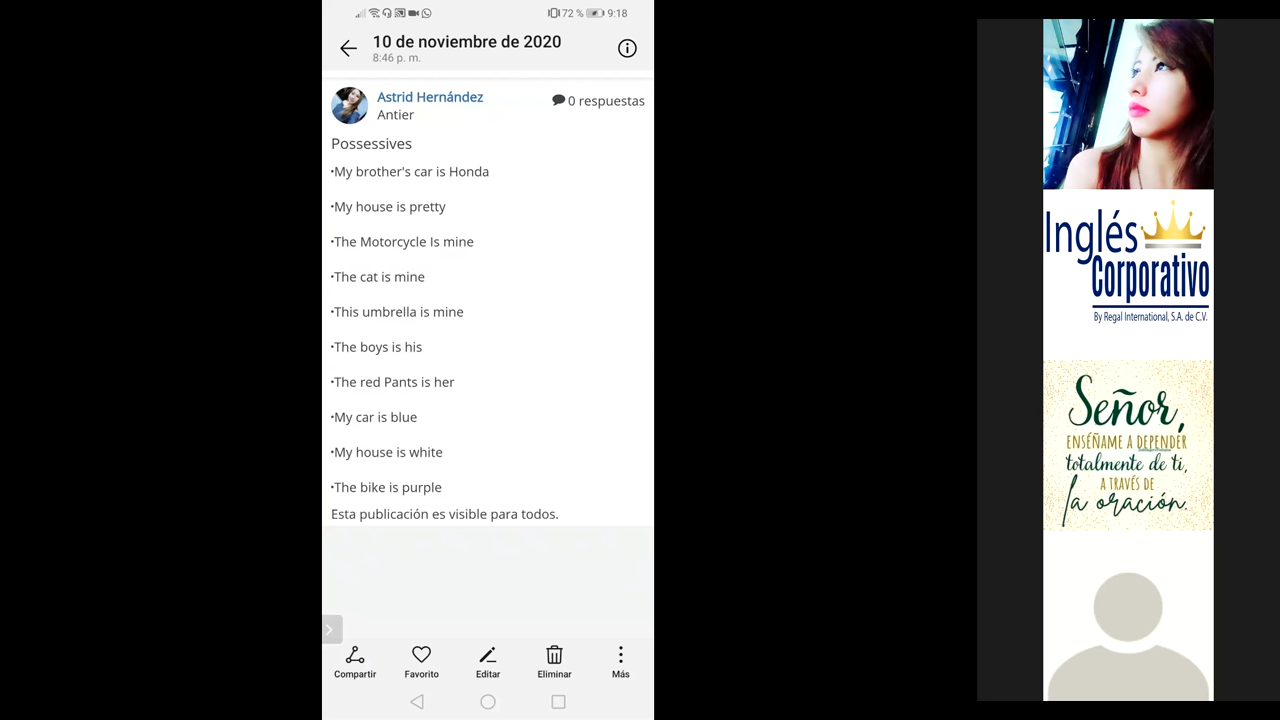 72 % 9:18
10 de noviembre de 2020
8:46 p. m.
Astrid Hernández
0 respuestas
Antier
Possessives
•My brother's car is Honda
•My house is pretty
•The Motorcycle Is mine
•The cat is mine
•This umbrella is mine
•The boys is his
•The red Pants is her
•My car is blue
•My house is white
•The bike is purple
Esta publicación es visible para todos.
Compartir Favorito Editar Eliminar Más
Inglés
Corporativo
By Regal International, S.A. de C.V.
Señor,
ENSÉÑAME A DEPENDER
totalmente de ti,
A TRAVÉS DE
la oración.